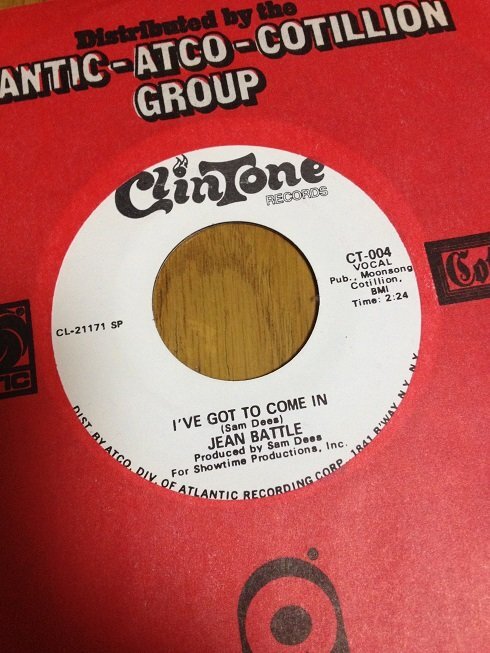 Distributed by the
ANTIC-ATCO-COTILLION
GROUP
ClinTone
RECORDS
CT-004
VOCAL
Pub., Moonsong
Cotillion,
BMI
Time: 2:24
CL-21171 SP
I'VE GOT TO COME IN
(Sam Dees)
JEAN BATTLE
Produced by Sam Dees
For Showtime Productions, Inc.
DIST. BY ATCO, DIV. OF ATLANTIC RECORDING CORP. 1841 B'WAY, N.Y. N.Y.